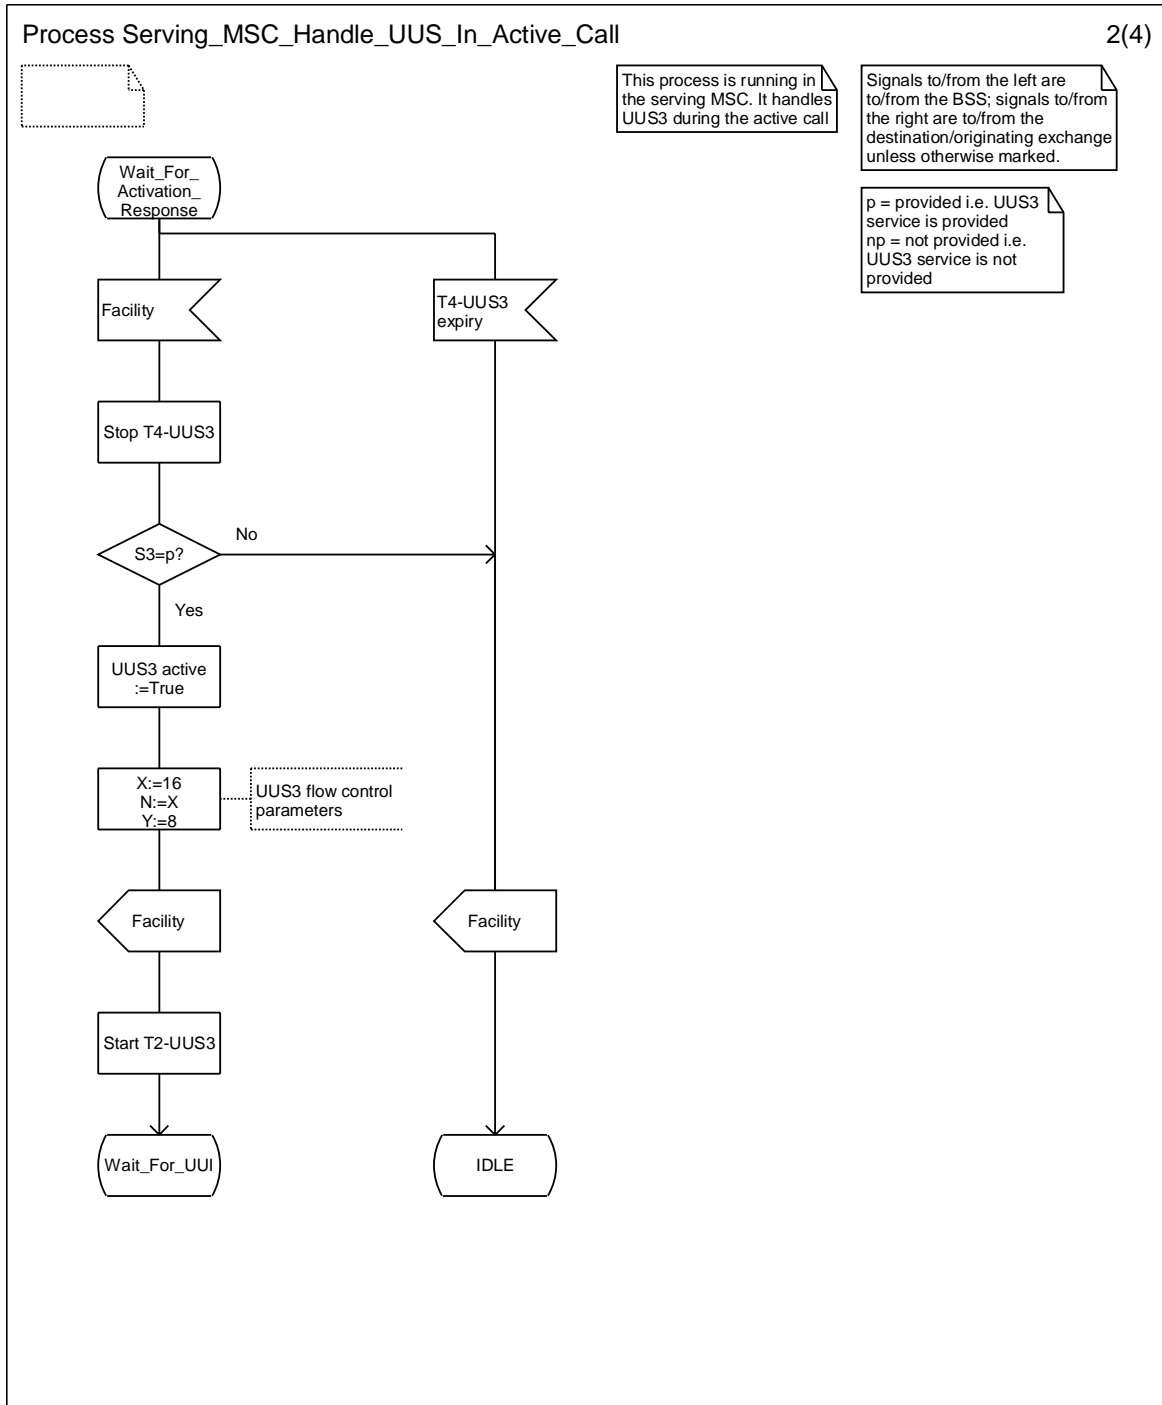 Process Serving_MSC_Handle_UUS_In_Active_Call
2(4)
This process is running in
the serving MSC. It handles
UUS3 during the active call
Signals to/from the left are
to/from the BSS; signals to/from
the right are to/from the
destination/originating exchange
unless otherwise marked.
p = provided i.e. UUS3
service is provided
np = not provided i.e.
UUS3 service is not
provided
Wait_For_
Activation_
Response
Facility
T4-UUS3
expiry
Stop T4-UUS3
S3=p?
No
Yes
UUS3 active
:=True
X:=16
N:=X
Y:=8
UUS3 flow control
parameters
Facility
Facility
Start T2-UUS3
Wait_For_UUI
IDLE